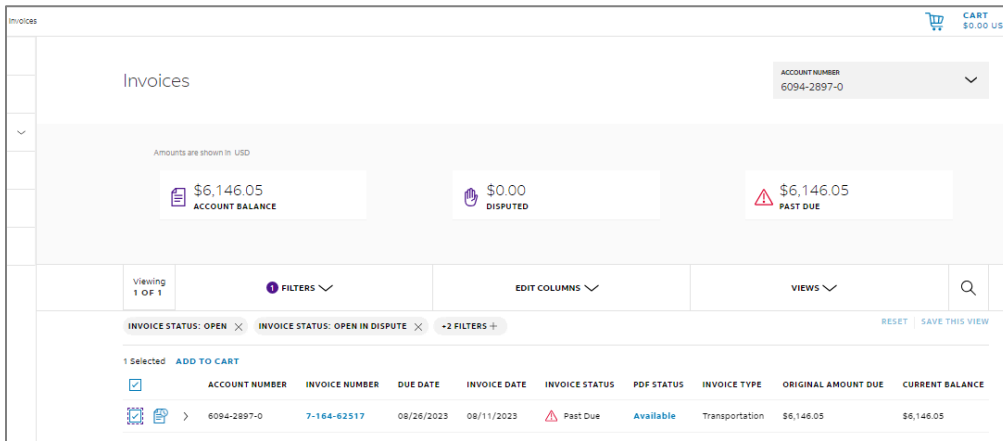 Invoices
CART
$0.00 US
Invoices
ACCOUNT NUMBER
6094-2897-0
Amounts are shown in USD
$6,146.05
ACCOUNT BALANCE
$0.00
DISPUTED
$6,146.05
PAST DUE
Viewing
1 OF 1
1 FILTERS
EDIT COLUMNS
VIEWS
INVOICE STATUS: OPEN
INVOICE STATUS: OPEN IN DISPUTE
+2 FILTERS +
RESET
SAVE THIS VIEW
1 Selected ADD TO CART
ACCOUNT NUMBER INVOICE NUMBER DUE DATE INVOICE DATE INVOICE STATUS PDF STATUS INVOICE TYPE ORIGINAL AMOUNT DUE CURRENT BALANCE
6094-2897-0 7-164-62517 08/26/2023 08/11/2023 Past Due Available Transportation $6,146.05 $6,146.05